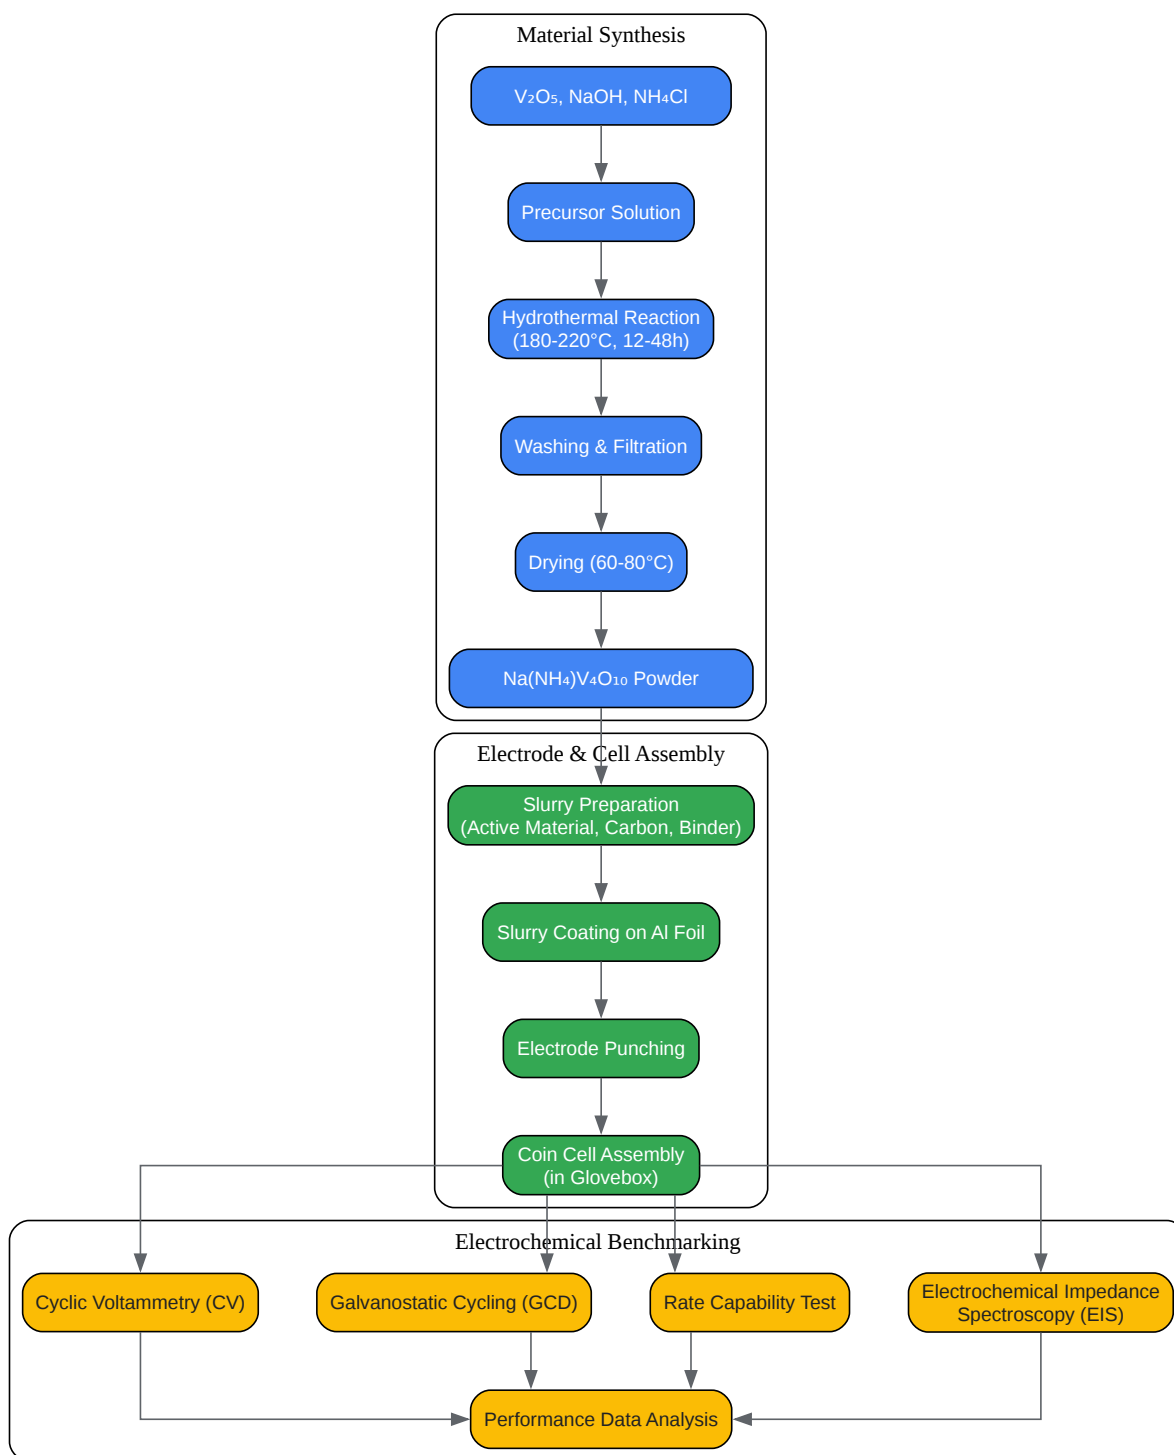 Material Synthesis
V₂O₅, NaOH, NH₄Cl
Precursor Solution
Hydrothermal Reaction
(180-220°C, 12-48h)
Washing & Filtration
Drying (60-80°C)
Na(NH₄)V₄O₁₀ Powder
Electrode & Cell Assembly
Slurry Preparation
(Active Material, Carbon, Binder)
Slurry Coating on Al Foil
Electrode Punching
Coin Cell Assembly
(in Glovebox)
Electrochemical Benchmarking
Cyclic Voltammetry (CV)
Galvanostatic Cycling (GCD)
Rate Capability Test
Electrochemical Impedance
Spectroscopy (EIS)
Performance Data Analysis